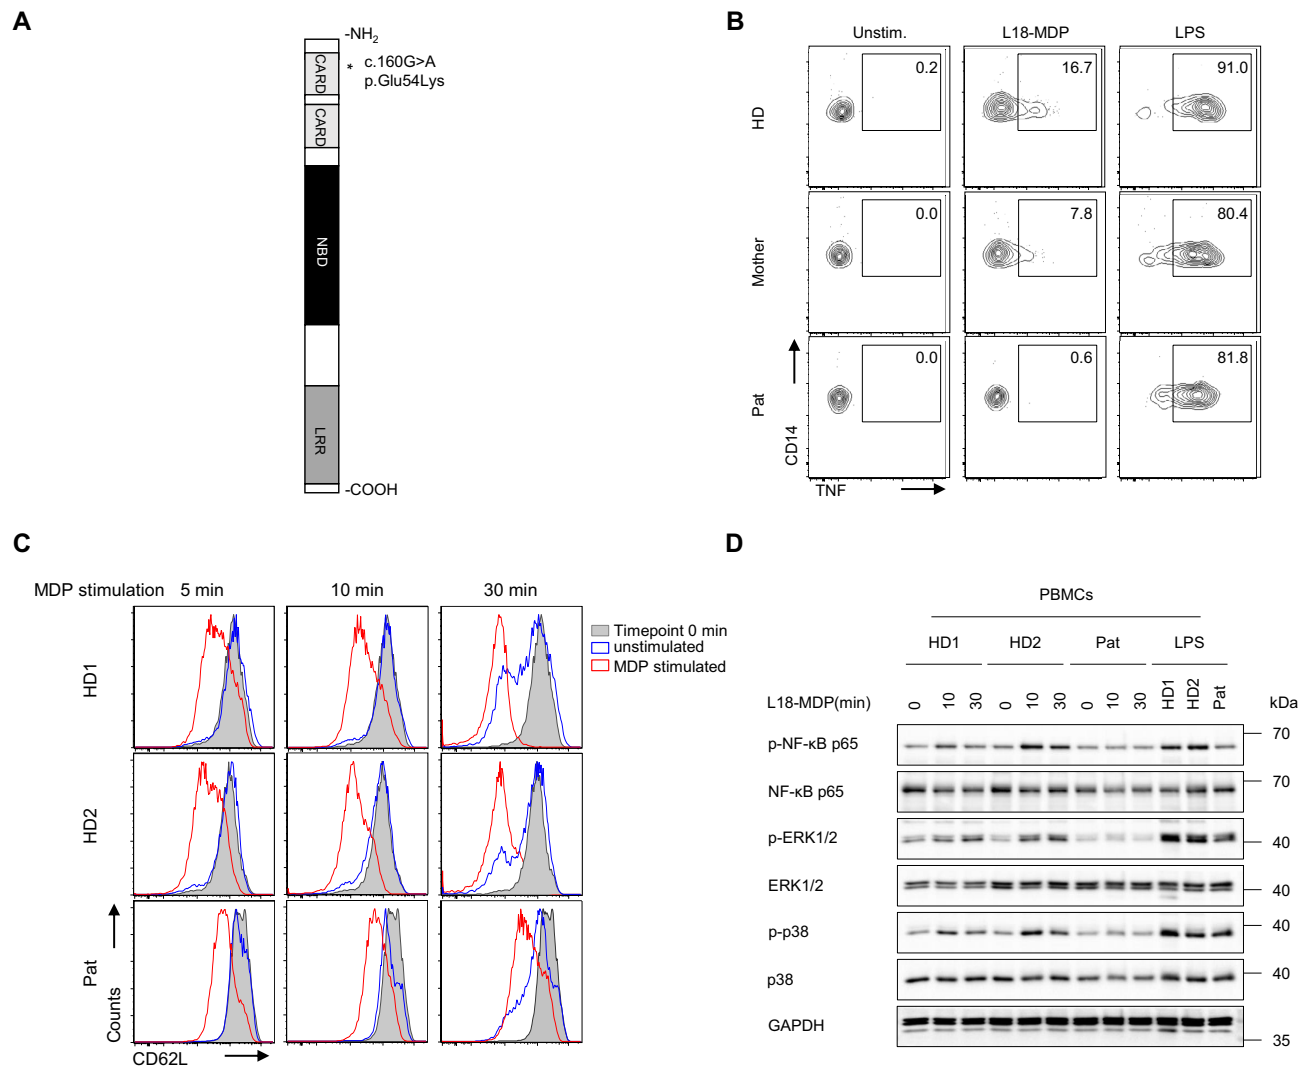 A
-NH2
CARD
* c.160G>A
p.Glu54Lys
CARD
NBD
LRR
-COOH
B
Unstim. L18-MDP LPS
HD
0.2 16.7 91.0
Mother
0.0 7.8 80.4
Pat
0.0 0.6 81.8
CD14
TNF
C
MDP stimulation 5 min 10 min 30 min
HD1
HD2
Pat
Timepoint 0 min
unstimulated
MDP stimulated
Counts
CD62L
D
PBMCs
HD1 HD2 Pat LPS
L18-MDP(min) 0 10 30 0 10 30 0 10 30 HD1 HD2 Pat kDa
p-NF-κB p65 70
NF-κB p65 70
p-ERK1/2 40
ERK1/2 40
p-p38 40
p38 40
GAPDH 35